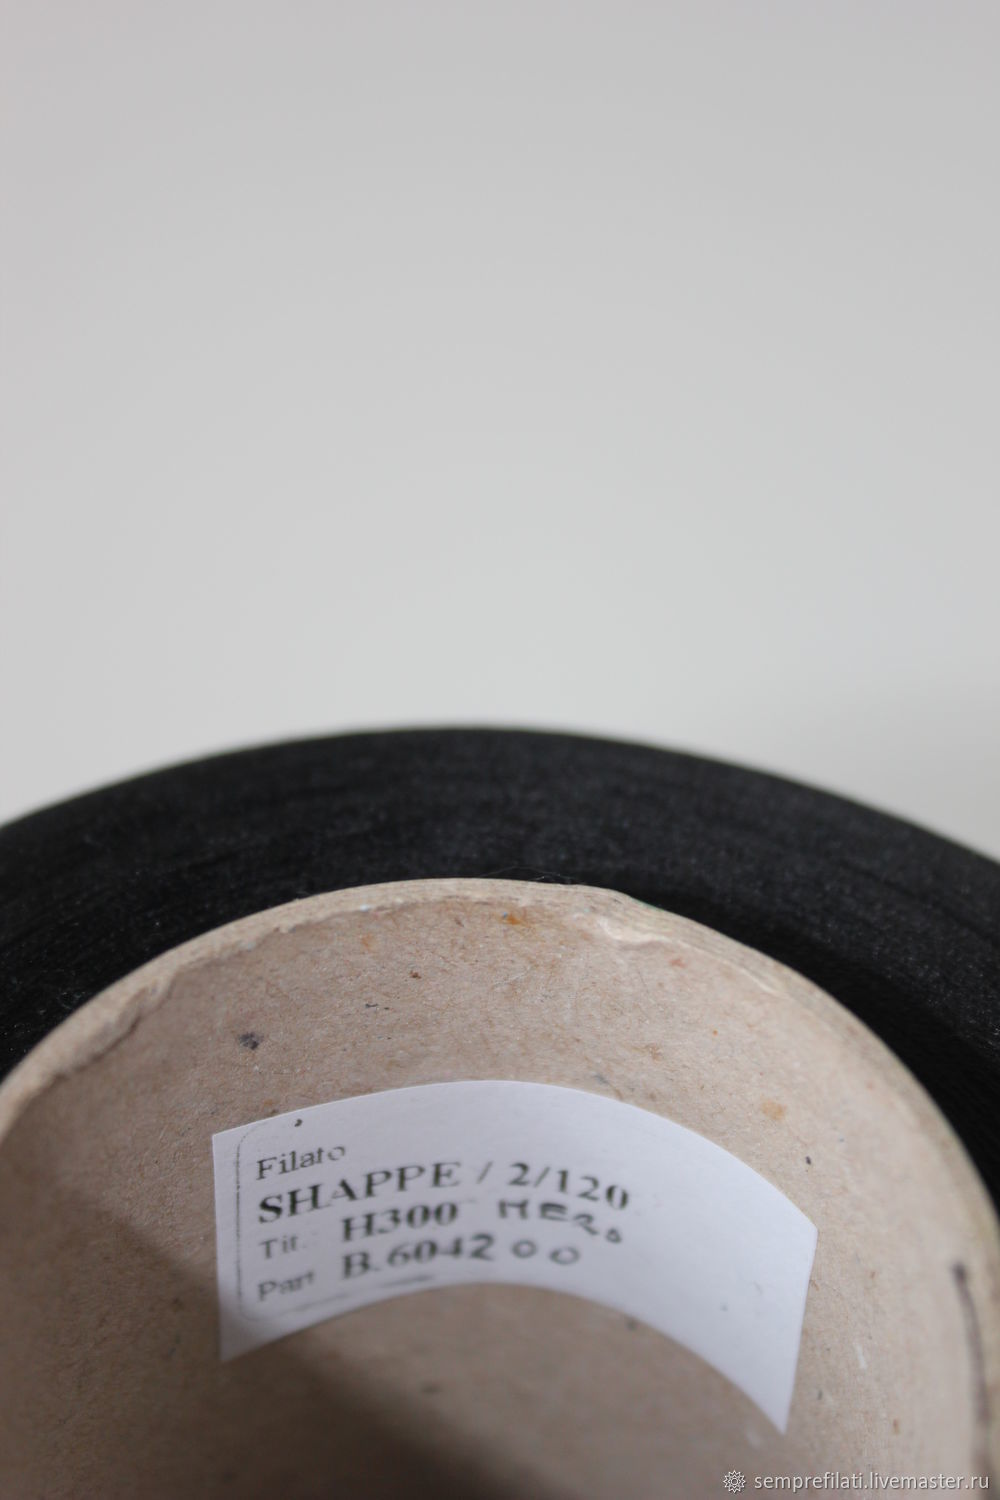 Filato
SHAPPE / 2/120
Tit. H300 NERO
Part B.604200
semprefilati.livemaster.ru